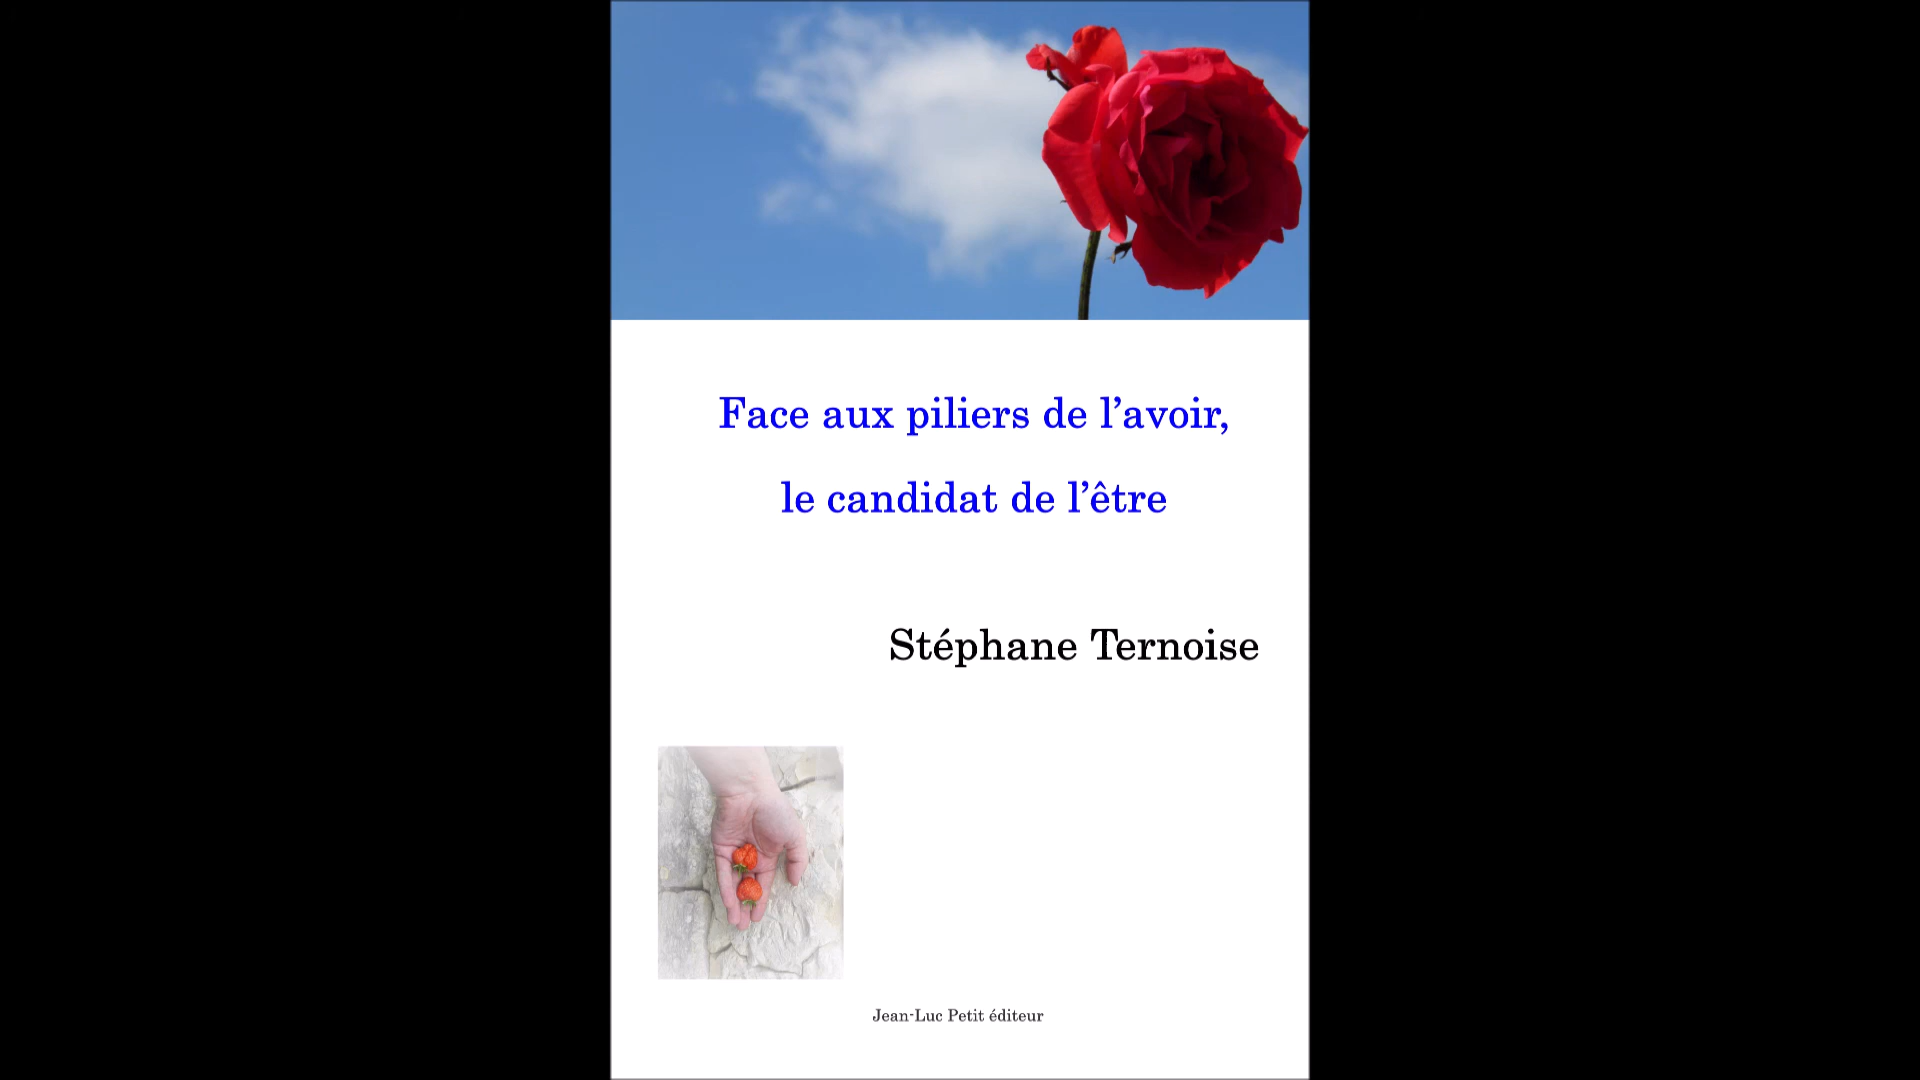 Face aux piliers de l’avoir,
le candidat de l’être
Stéphane Ternoise
Jean-Luc Petit éditeur